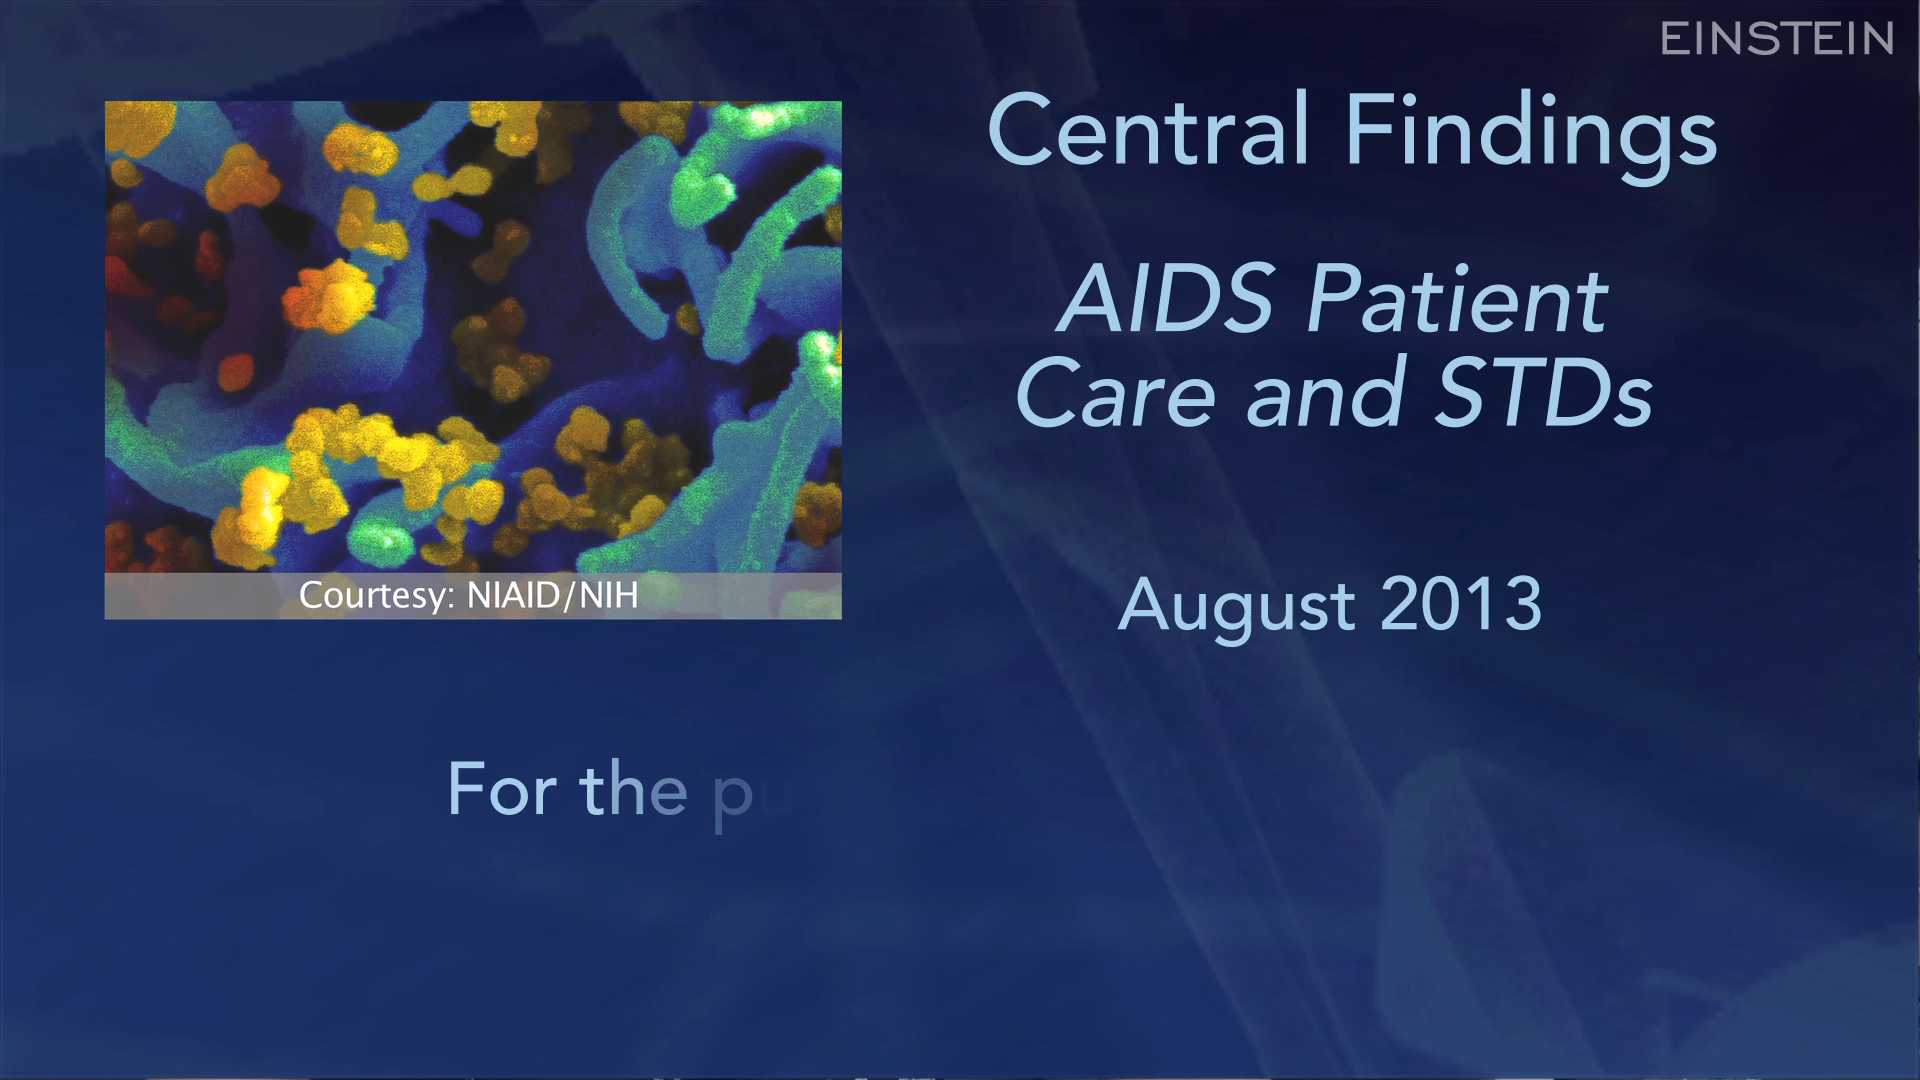 EINSTEIN
Central Findings
AIDS Patient
Care and STDs
August 2013
Courtesy: NIAID/NIH
For the